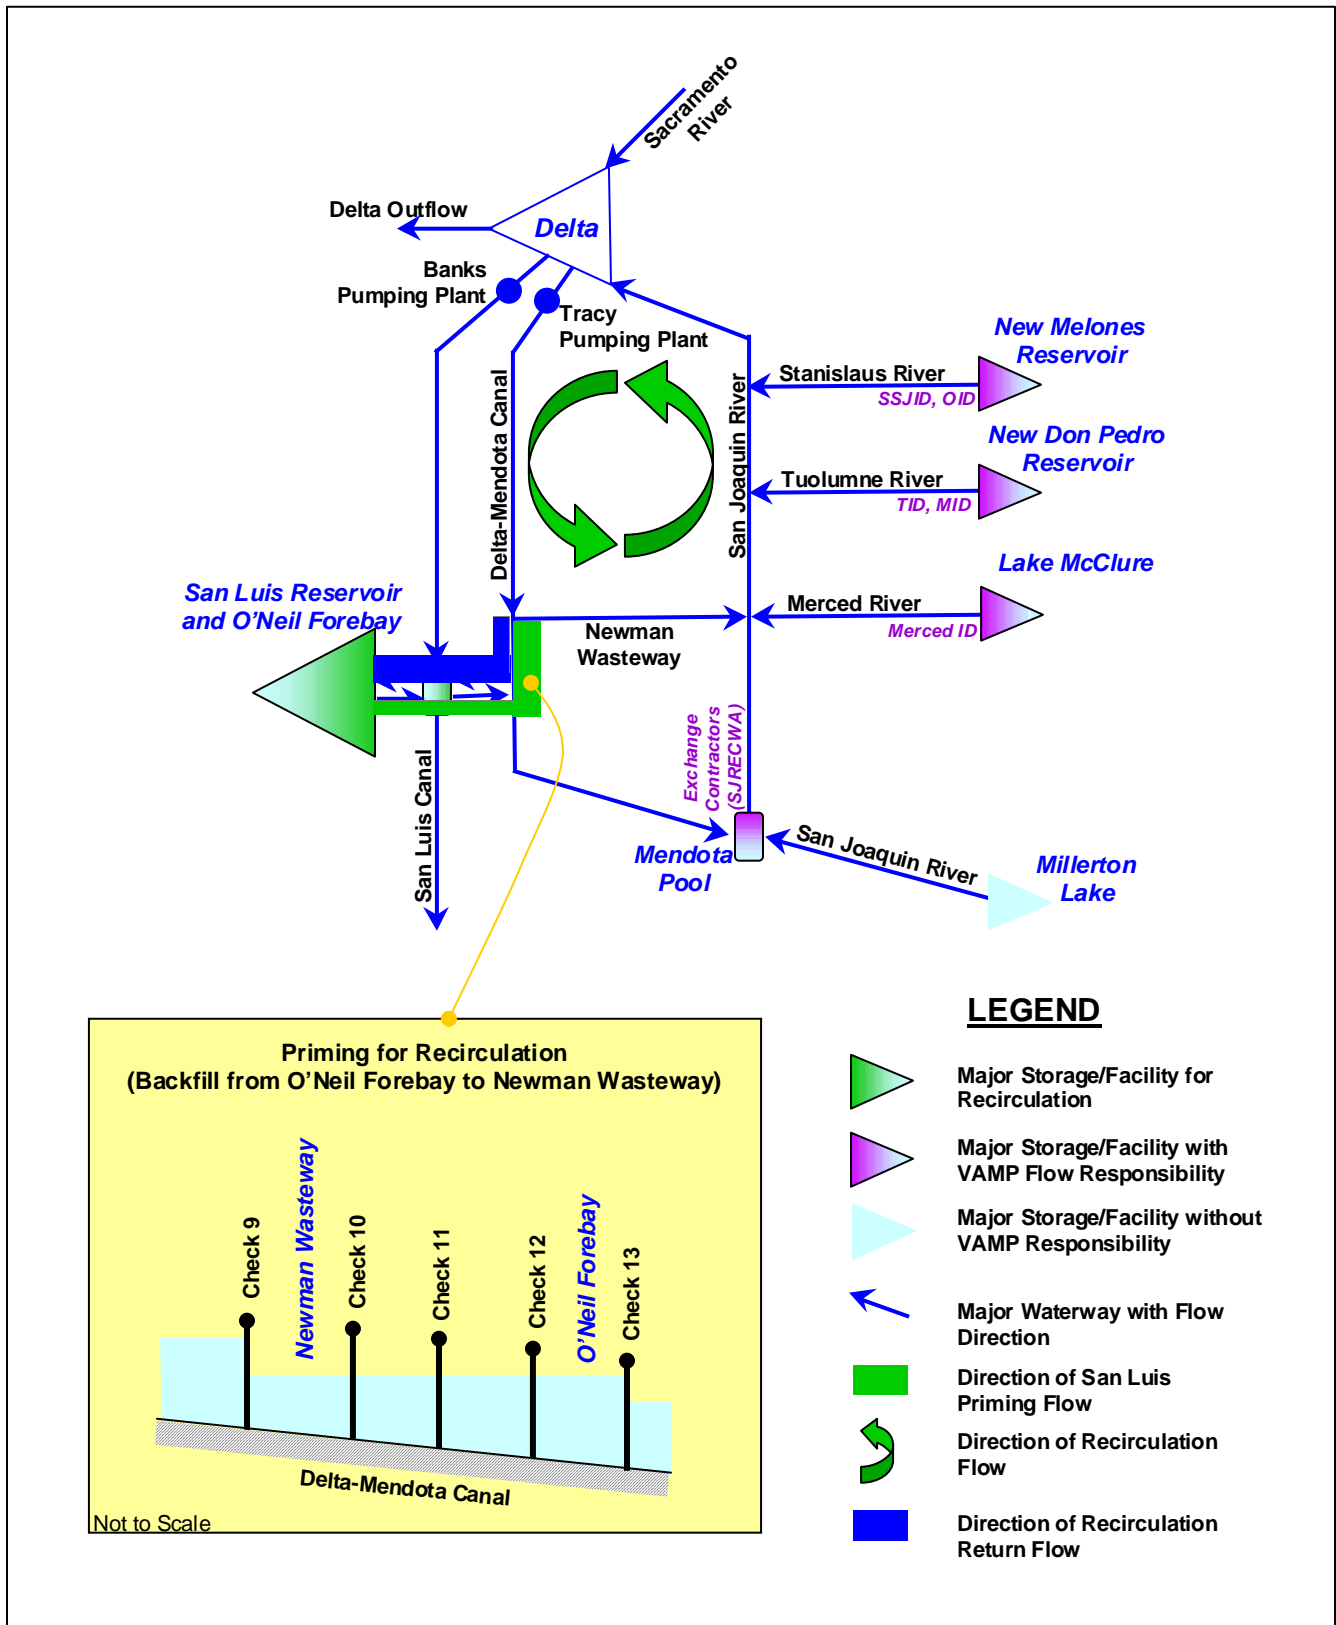 Sacramento
River
Delta Outflow
Delta
Banks
Pumping Plant
Tracy
Pumping Plant
New Melones
Reservoir
Stanislaus River
SSJID, OID
New Don Pedro
Reservoir
Tuolumne River
TID, MID
Delta-Mendota Canal
San Joaquin River
Lake McClure
San Luis Reservoir
and O'Neil Forebay
Merced River
Merced ID
Newman
Wasteway
Exchange
Contractors
(SJRECWA)
San Luis Canal
Mendota
Pool
San Joaquin River
Millerton
Lake
Priming for Recirculation
(Backfill from O'Neil Forebay to Newman Wasteway)
Check 9
Newman Wasteway
Check 10
Check 11
Check 12
O'Neil Forebay
Check 13
Delta-Mendota Canal
Not to Scale
LEGEND
Major Storage/Facility for
Recirculation
Major Storage/Facility with
VAMP Flow Responsibility
Major Storage/Facility without
VAMP Responsibility
Major Waterway with Flow
Direction
Direction of San Luis
Priming Flow
Direction of Recirculation
Flow
Direction of Recirculation
Return Flow